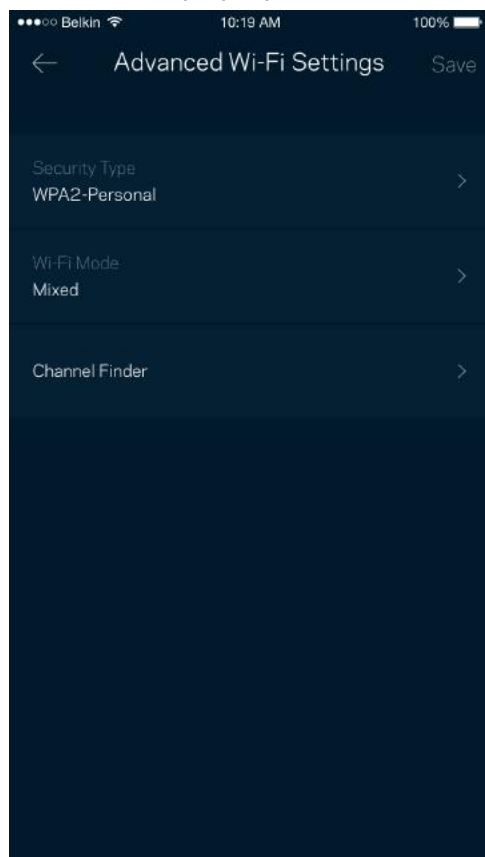 Belkin 10:19 AM 100%
Advanced Wi-Fi Settings Save
Security Type
WPA2-Personal
Wi-Fi Mode
Mixed
Channel Finder